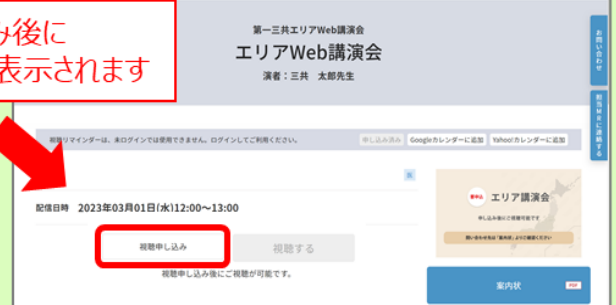 み後に
表示されます
第一三共エリアWeb講演会
エリアWeb講演会
演者：三共 太郎先生
お問い合わせ
担当MRに連絡する
視聴リマインダーは、未ログインでは使用できません。ログインしてご利用ください。
申し込み済み
Googleカレンダーに追加
Yahoo!カレンダーに追加
配信日時 2023年03月01日(水)12:00～13:00
視聴申し込み
視聴する
視聴申し込み後にご視聴が可能です。
エリア講演会
申し込み後にご視聴可能です
案内状
PDF